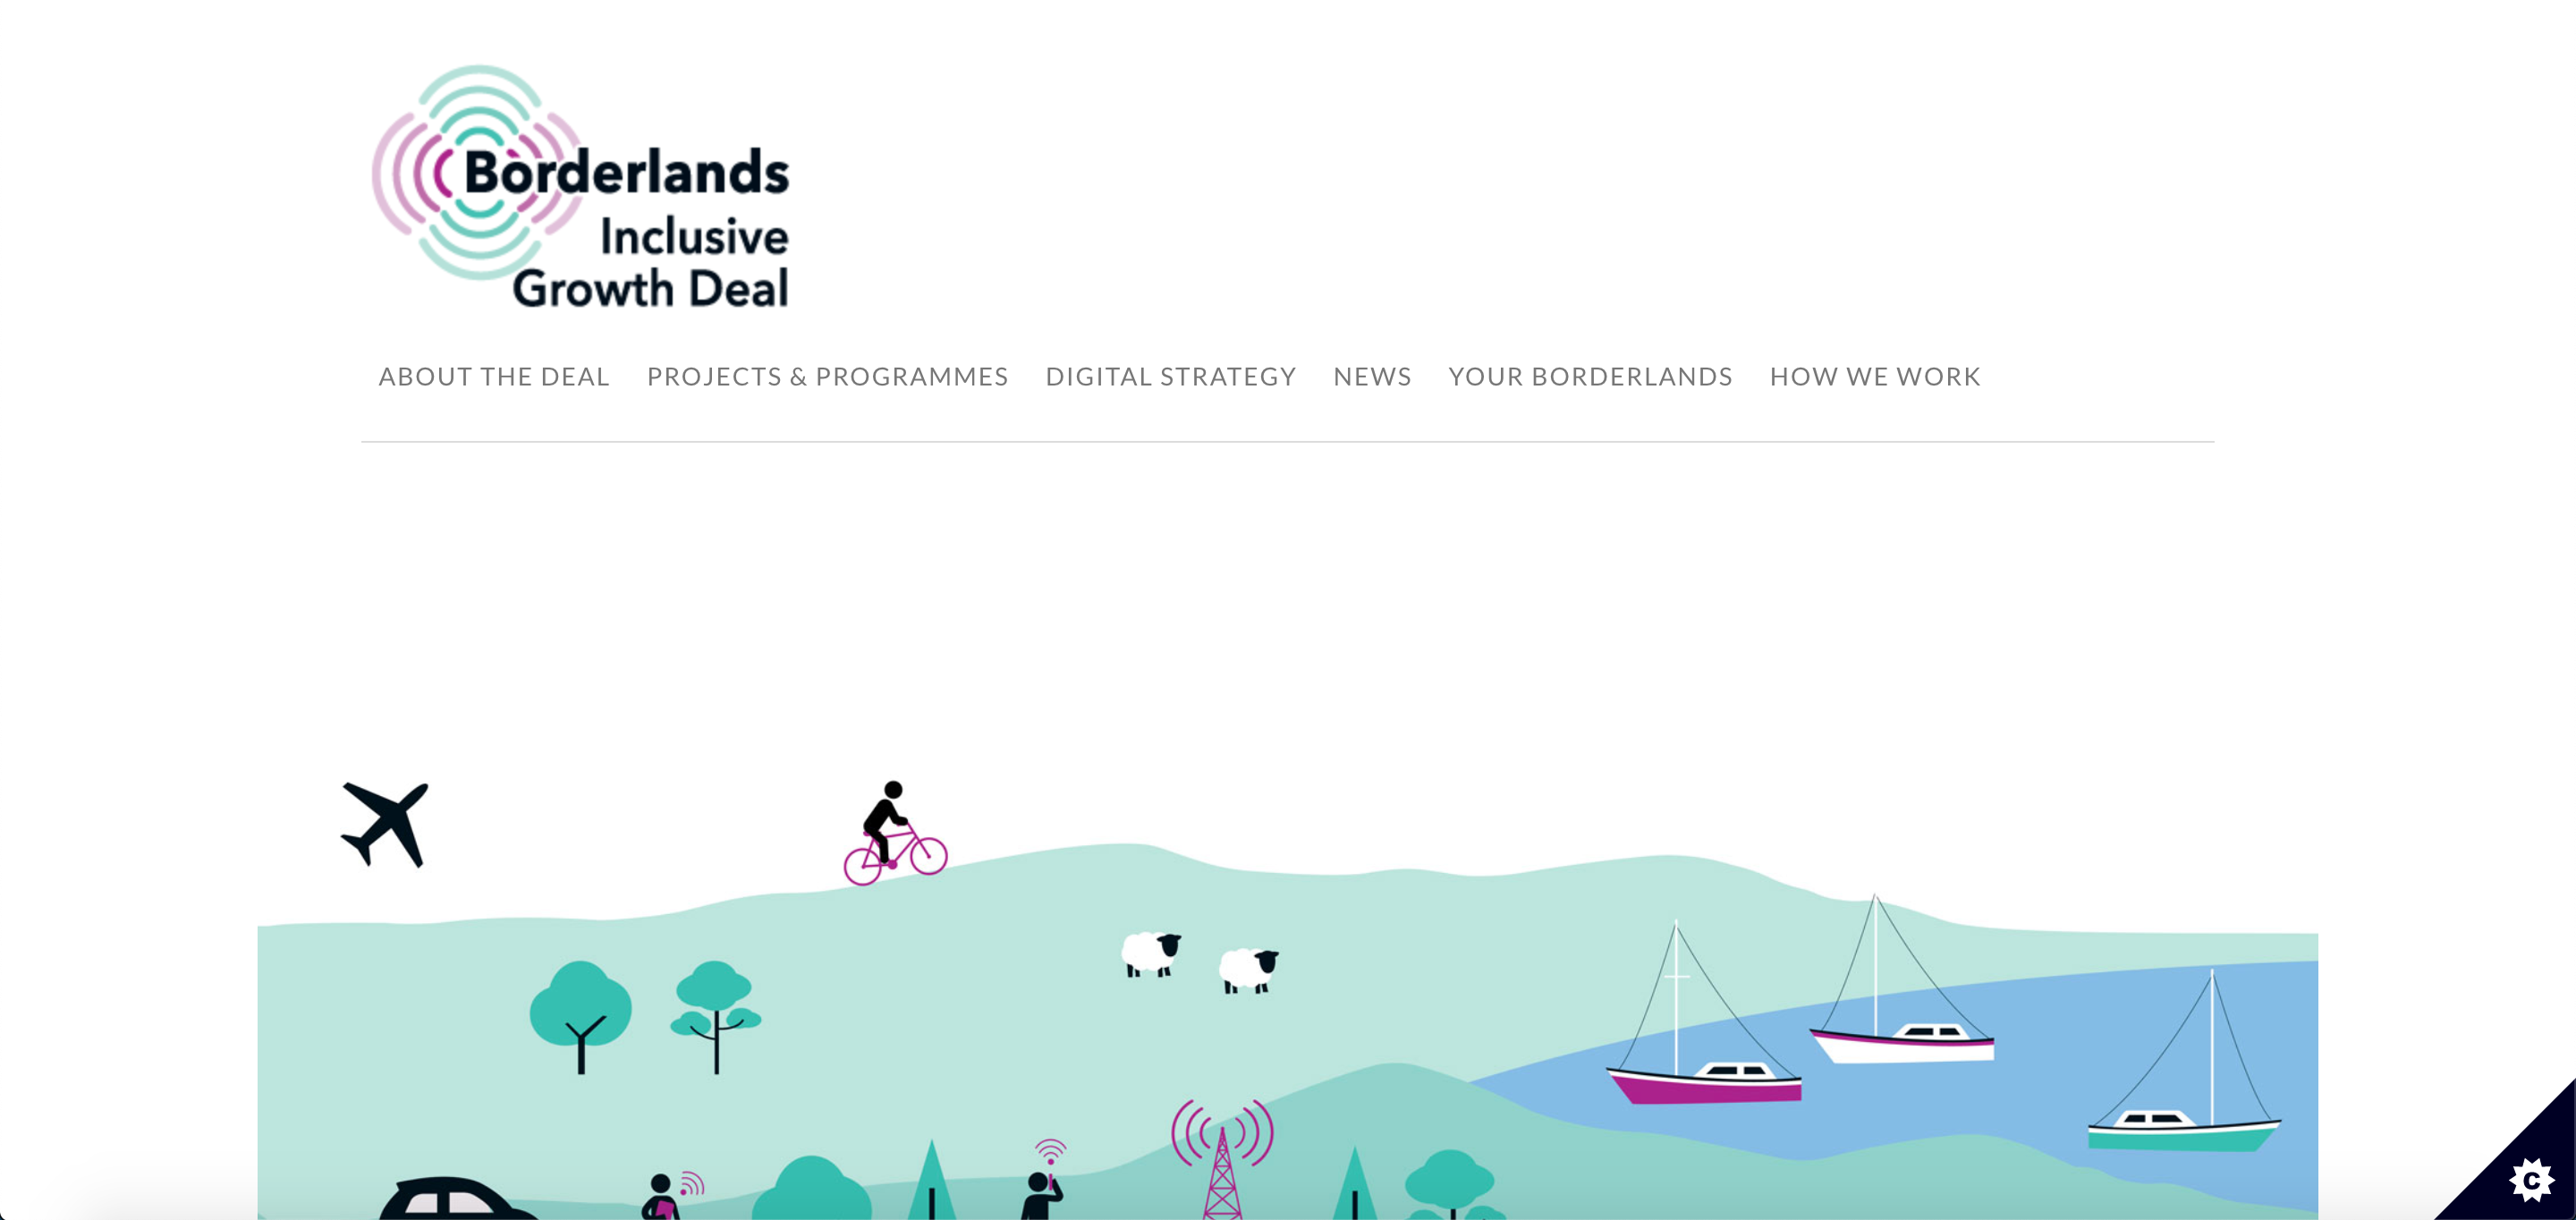 Borderlands
Inclusive
Growth Deal
ABOUT THE DEAL PROJECTS & PROGRAMMES DIGITAL STRATEGY NEWS YOUR BORDERLANDS HOW WE WORK
C